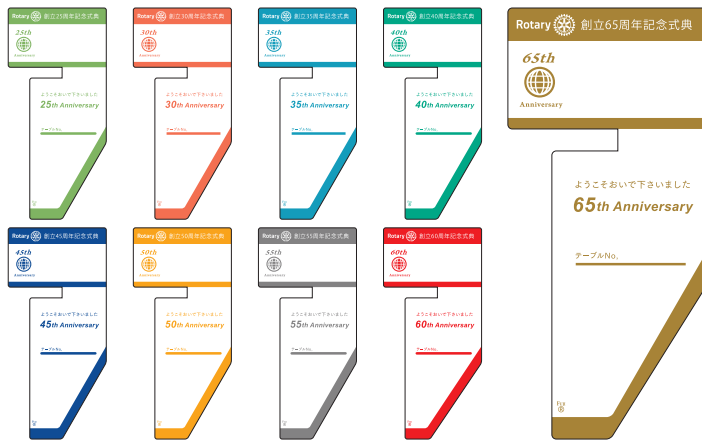 Rotary 創立25周年記念式典
25th
Anniversary
ようこそおいで下さいました
25th Anniversary
テーブルNo.
Rotary 創立30周年記念式典
30th
Anniversary
ようこそおいで下さいました
30th Anniversary
テーブルNo.
Rotary 創立35周年記念式典
35th
Anniversary
ようこそおいで下さいました
35th Anniversary
テーブルNo.
Rotary 創立40周年記念式典
40th
Anniversary
ようこそおいで下さいました
40th Anniversary
テーブルNo.
Rotary 創立65周年記念式典
65th
Anniversary
ようこそおいで下さいました
65th Anniversary
テーブルNo.
Rotary 創立45周年記念式典
45th
Anniversary
ようこそおいで下さいました
45th Anniversary
テーブルNo.
Rotary 創立50周年記念式典
50th
Anniversary
ようこそおいで下さいました
50th Anniversary
テーブルNo.
Rotary 創立55周年記念式典
55th
Anniversary
ようこそおいで下さいました
55th Anniversary
テーブルNo.
Rotary 創立60周年記念式典
60th
Anniversary
ようこそおいで下さいました
60th Anniversary
テーブルNo.